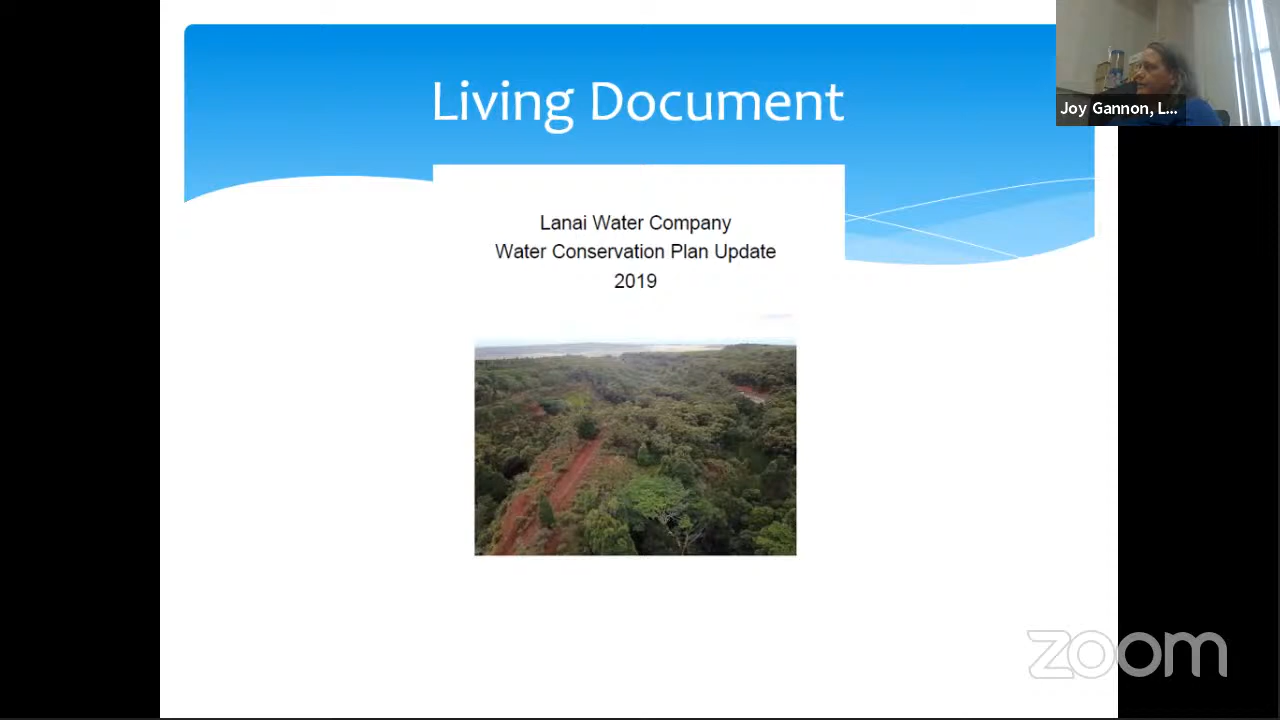 Living Document
Joy Gannon, L...
Lanai Water Company
Water Conservation Plan Update
2019
zoom